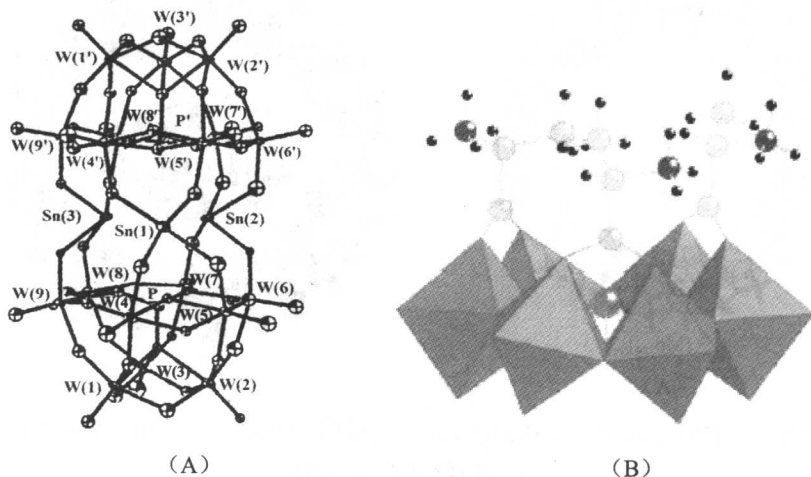 W(3')
W(1') W(2')
W(8') P' W(7')
W(9') W(4') W(5') W(6')
Sn(3) Sn(1) Sn(2)
W(8) W(7)
W(9) W(4) P W(5) W(6)
W(3)
W(1) W(2)
(A) (B)